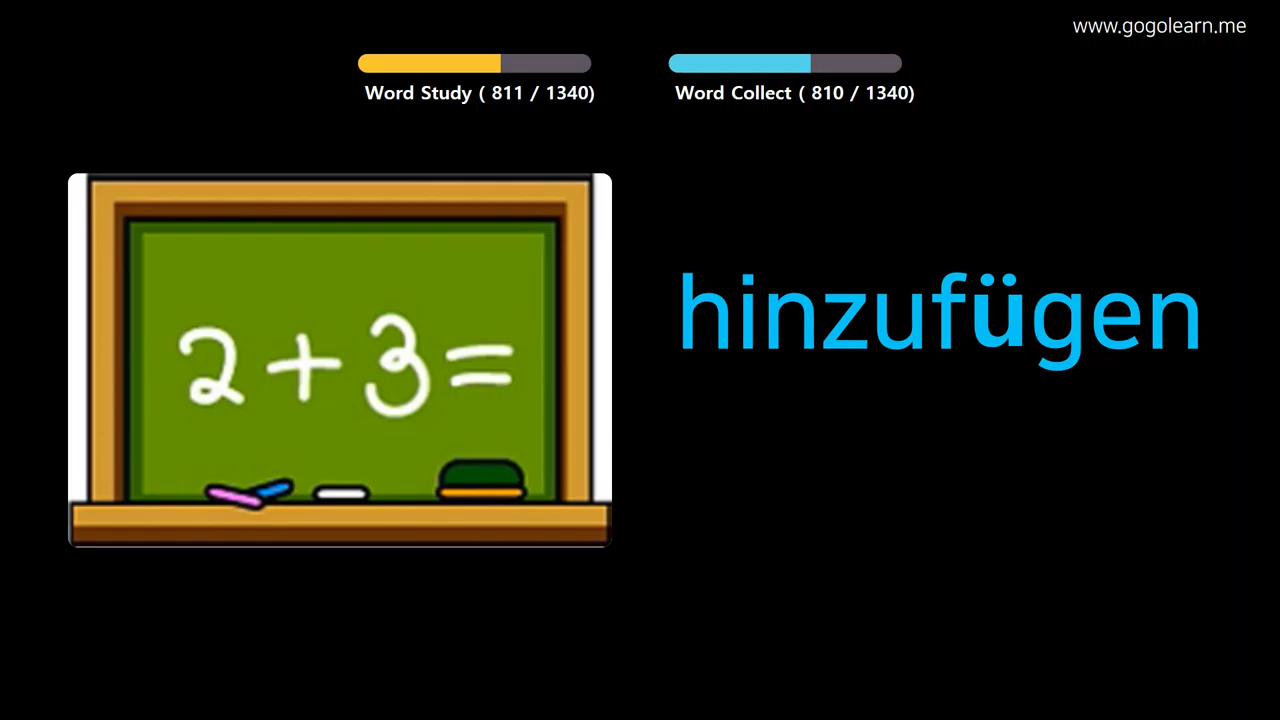 www.gogolearn.me
Word Study ( 811 / 1340)
Word Collect ( 810 / 1340)
2 + 3 =
hinzufügen